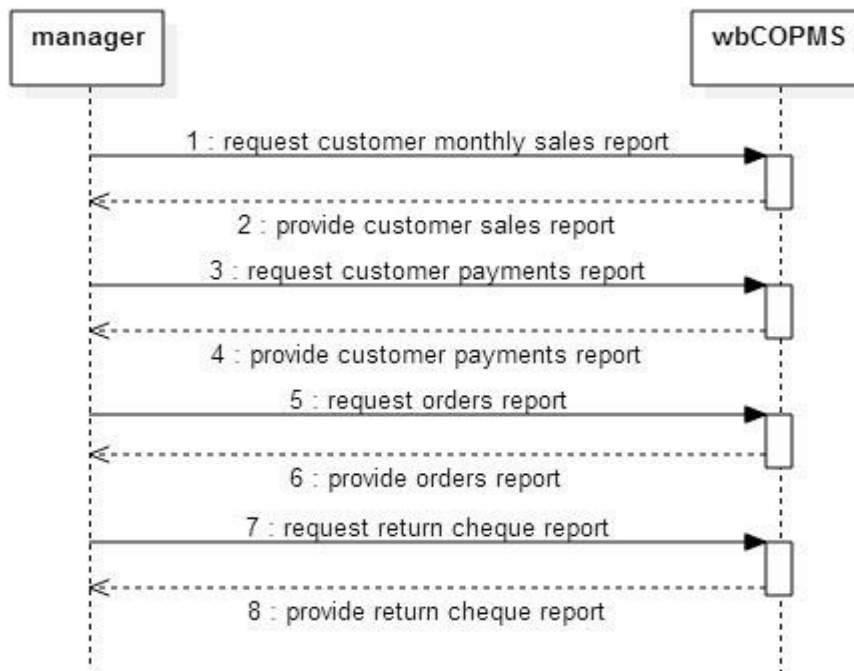 manager
wbCOPMS
1 : request customer monthly sales report
2 : provide customer sales report
3 : request customer payments report
4 : provide customer payments report
5 : request orders report
6 : provide orders report
7 : request return cheque report
8 : provide return cheque report